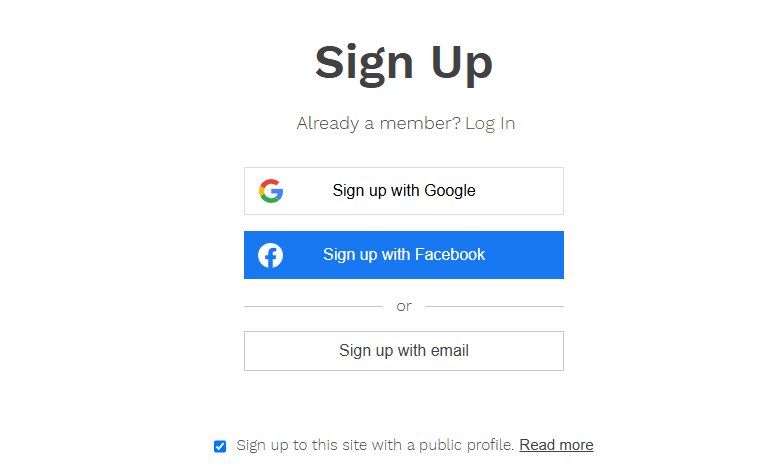 Sign Up
Already a member? Log In
Sign up with Google
Sign up with Facebook
or
Sign up with email
Sign up to this site with a public profile. Read more